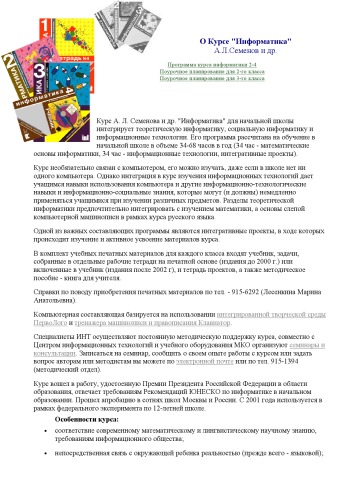 О Курсе "Информатика"
А.Л.Семенов и др.
Программа курса информатики 2-4
Поурочное планирование для 2-го класса
Поурочное планирование для 3-го класса
Курс А. Л. Семенова и др. "Информатика" для начальной школы
интегрирует теоретическую информатику, социальную информатику и
информационные технологии. Его программа рассчитана на обучение в
начальной школе в объеме 34-68 часов в год (34 час - математические
основы информатики, 34 час - информационные технологии, интегративные проекты).
Курс необязательно связан с компьютером, его можно изучать, даже если в школе нет ни
одного компьютера. Однако интеграция в курс изучения информационных технологий дает
учащимся навыки использования компьютера и другие информационно-технологические
навыки и информационно-социальные знания, которые могут (и должны) немедленно
применяться учащимися при изучении различных предметов. Разделы теоретической
информатики предпочтительно интегрировать с изучением математики, а основы слепой
компьютерной машинописи в рамках курса русского языка.
Одной из важных составляющих программы являются интегративные проекты, в ходе которых
происходит изучение и активное усвоение материалов курса.
В комплект учебных печатных материалов для каждого класса входят учебник, задачи,
собранные в отдельные рабочие тетради на печатной основе (издания до 2000 г.) или
включенные в учебник (издания после 2002 г), и тетрадь проектов, а также методическое
пособие - книга для учителя.
Справки по поводу приобретения печатных материалов по тел. - 915-6292 (Лесенкина Марина
Анатольевна).
Компьютерная составляющая базируется на использовании интегрированной творческой среды
ПервоЛого и тренажера машинописи и правописания Клавинтор.
Специалисты ИНТ осуществляют постоянную методическую поддержку курса, совместно с
Центром информационных технологий и учебного оборудования МКО организуют семинары и
консультации. Записаться на семинар, сообщить о своем опыте работы с курсом или задать
вопрос авторам или методистам вы можете по электронной почте или по тел. 915-1394
(методический отдел).
Курс вошел в работу, удостоенную Премии Президента Российской Федерации в области
образования, отвечает требованиям Рекомендаций ЮНЕСКО по информатике в начальном
образовании. Прошел апробацию в сотнях школ Москвы и России. С 2001 года используется в
рамках федерального эксперимента по 12-летней школе.
Особенности курса:
• соответствие современному математическому и лингвистическому научному знанию,
требованиям информационного общества;
• непосредственная связь с окружающей ребенка реальностью (прежде всего - языковой);